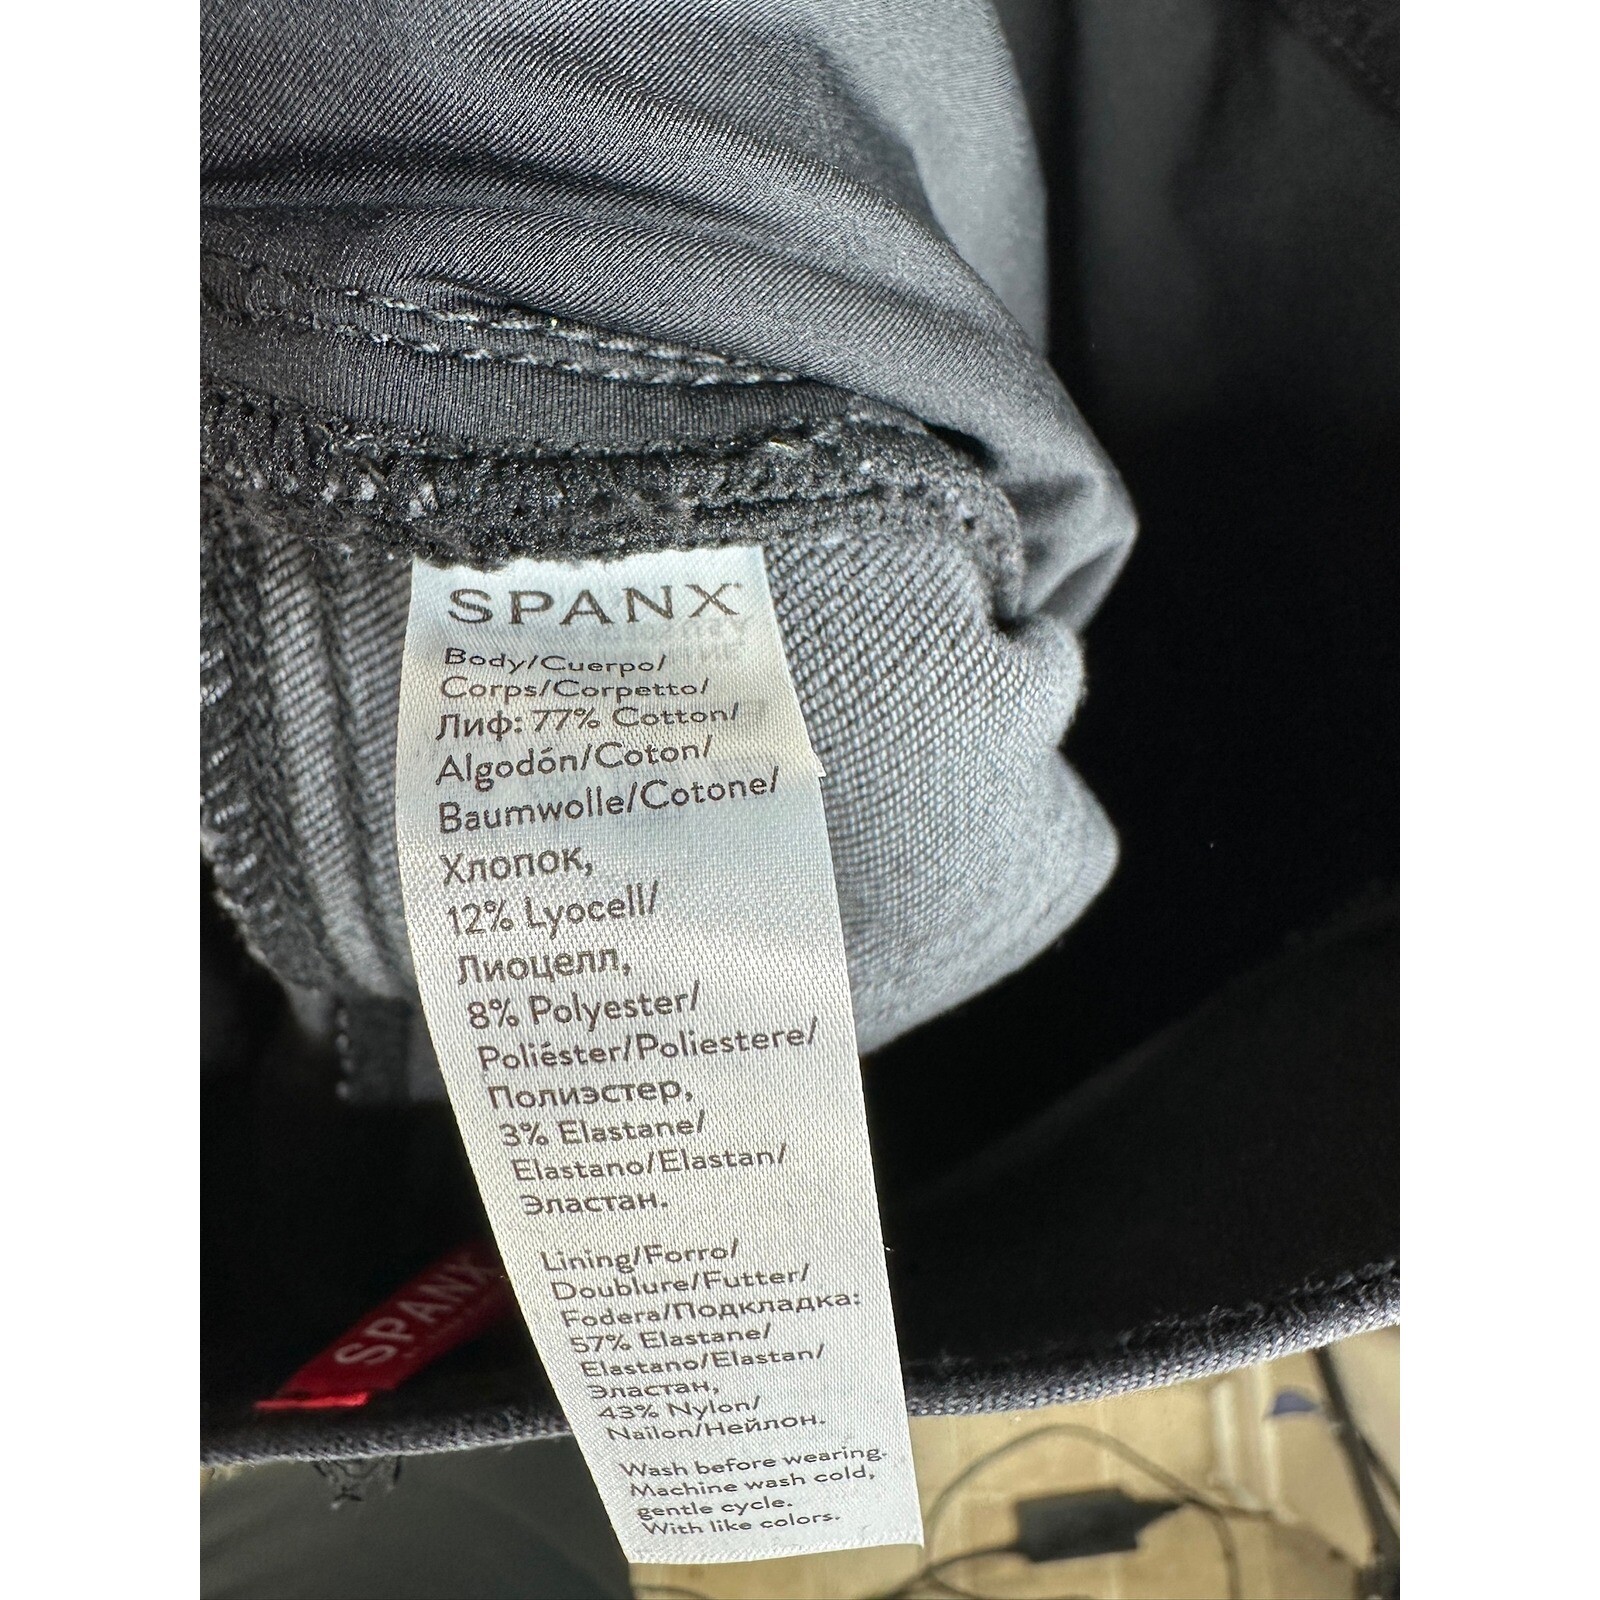 SPANX
Body/Cuerpo/
Corps/Corpetto/
Лиф: 77% Cotton/
Algodón/Coton/
Baumwolle/Cotone/
Хлопок,
12% Lyocell/
Лиоцелл,
8% Polyester/
Poliéster/Poliestere/
Полиэстер,
3% Elastane/
Elastano/Elastan/
Эластан.
Lining/Forro/
Doublure/Futter/
Fodera/Подкладка:
57% Elastane/
Elastano/Elastan/
Эластан,
43% Nylon/
Nailon/Нейлон.
Wash before wearing.
Machine wash cold,
gentle cycle.
With like colors.
SPANX